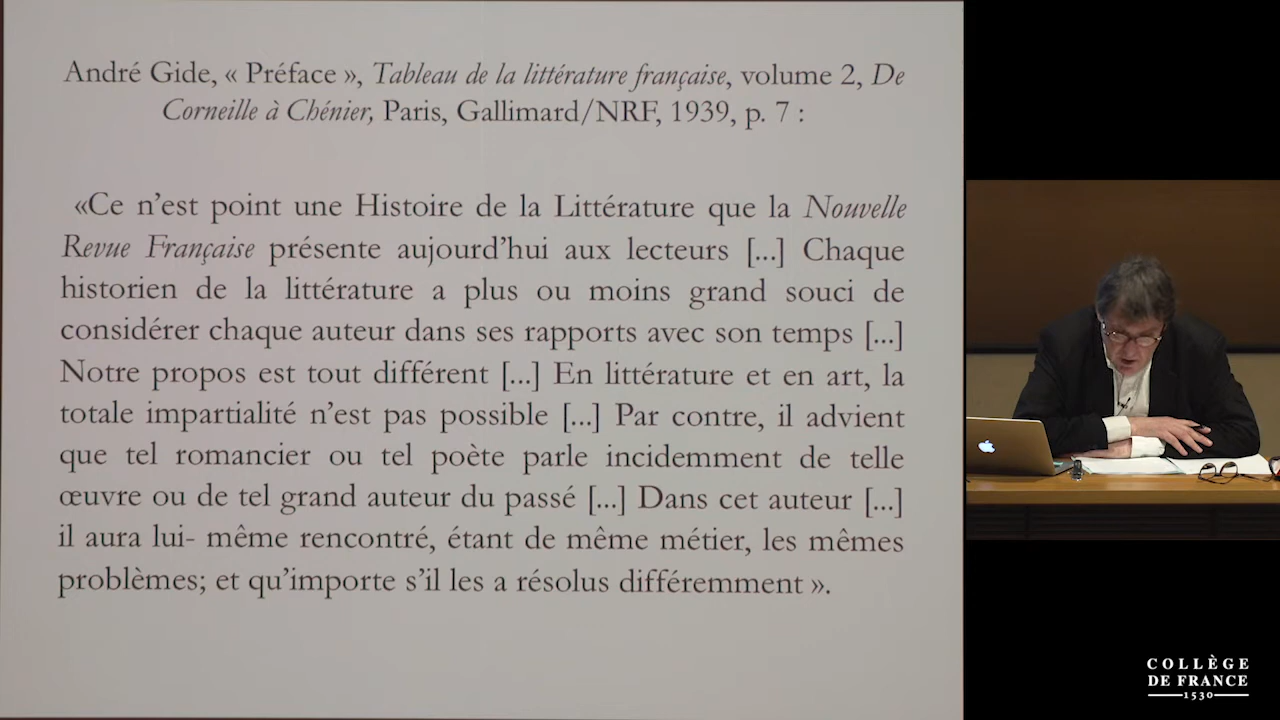 André Gide, « Préface », Tableau de la littérature française, volume 2, De
Corneille à Chénier, Paris, Gallimard/NRF, 1939, p. 7 :
«Ce n’est point une Histoire de la Littérature que la Nouvelle
Revue Française présente aujourd’hui aux lecteurs [...] Chaque
historien de la littérature a plus ou moins grand souci de
considérer chaque auteur dans ses rapports avec son temps [...]
Notre propos est tout différent [...] En littérature et en art, la
totale impartialité n’est pas possible [...] Par contre, il advient
que tel romancier ou tel poète parle incidemment de telle
œuvre ou de tel grand auteur du passé [...] Dans cet auteur [...]
il aura lui- même rencontré, étant de même métier, les mêmes
problèmes; et qu’importe s’il les a résolus différemment ».
COLLÈGE
DE FRANCE
1530